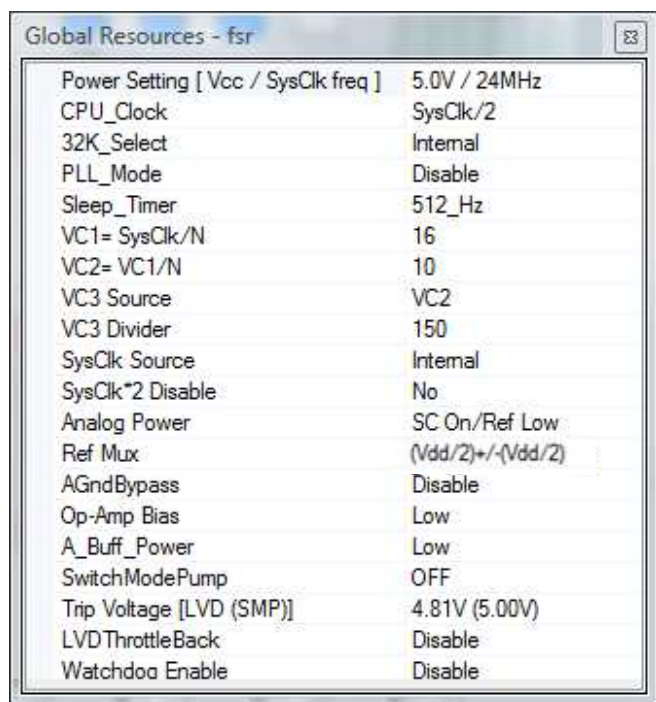 Global Resources - fsr
Power Setting [ Vcc / SysClk freq ] 5.0V / 24MHz
CPU_Clock SysClk/2
32K_Select Internal
PLL_Mode Disable
Sleep_Timer 512_Hz
VC1= SysClk/N 16
VC2= VC1/N 10
VC3 Source VC2
VC3 Divider 150
SysClk Source Internal
SysClk*2 Disable No
Analog Power SC On/Ref Low
Ref Mux (Vdd/2)+/-(Vdd/2)
AGndBypass Disable
Op-Amp Bias Low
A_Buff_Power Low
SwitchModePump OFF
Trip Voltage [LVD (SMP)] 4.81V (5.00V)
LVDThrottleBack Disable
Watchdog Enable Disable